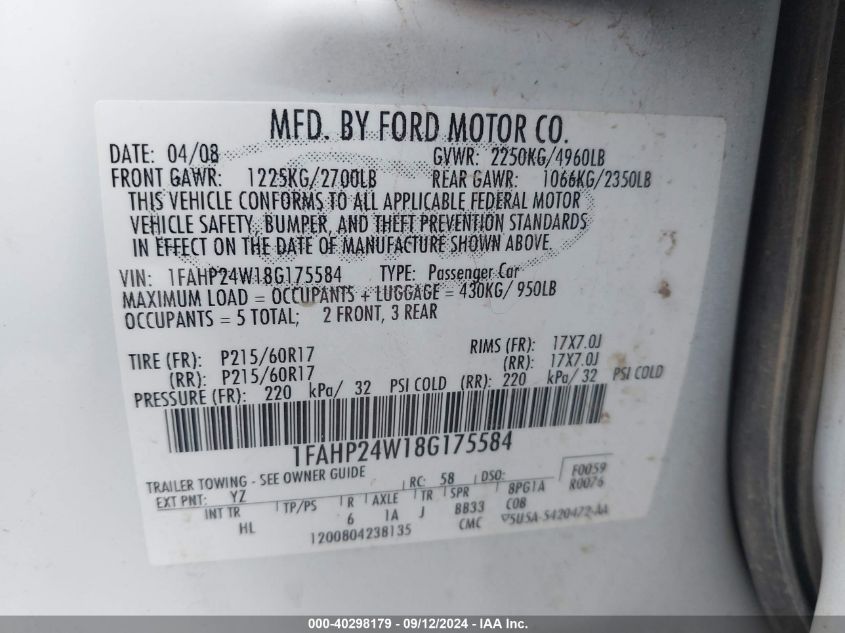 MFD. BY FORD MOTOR CO.
DATE: 04/08 GVWR: 2250KG/4960LB
FRONT GAWR: 1225KG/2700LB REAR GAWR: 1066KG/2350LB
THIS VEHICLE CONFORMS TO ALL APPLICABLE FEDERAL MOTOR
VEHICLE SAFETY, BUMPER, AND THEFT PREVENTION STANDARDS
IN EFFECT ON THE DATE OF MANUFACTURE SHOWN ABOVE.
VIN: 1FAHP24W18G175584 TYPE: Passenger Car
MAXIMUM LOAD = OCCUPANTS + LUGGAGE = 430KG/ 950LB
OCCUPANTS = 5 TOTAL; 2 FRONT, 3 REAR
TIRE (FR): P215/60R17 RIMS (FR): 17X7.0J
(RR): P215/60R17 (RR): 17X7.0J
PRESSURE (FR): 220 kPa/ 32 PSI COLD (RR): 220 kPa/ 32 PSI COLD
1FAHP24W18G175584
TRAILER TOWING - SEE OWNER GUIDE
EXT PNT: YZ RC: 58 DSO: F0059
INT TR TP/PS R AXLE TR SPR 8PG1A R0076
HL 6 1A J BB33 COB
1200804238135 CMC 5U5A-5420472-AA
000-40298179 - 09/12/2024 - IAA Inc.